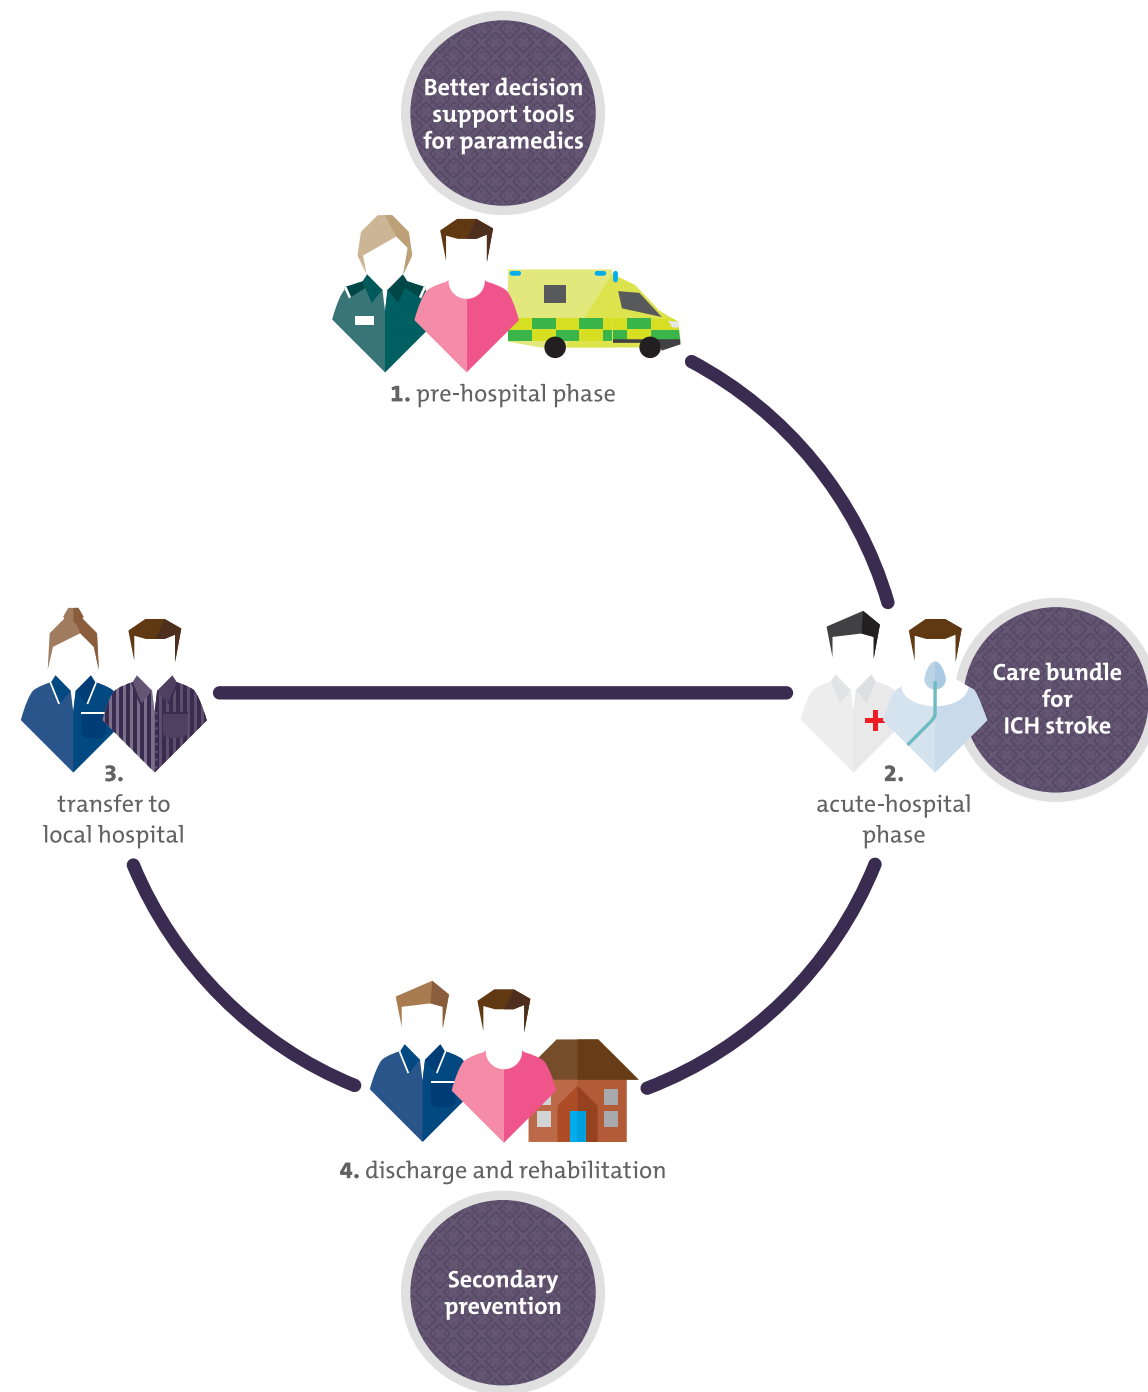 Better decision
support tools
for paramedics
1. pre-hospital phase
Care bundle
for
ICH stroke
3.
transfer to
local hospital
2.
acute-hospital
phase
4. discharge and rehabilitation
Secondary
prevention